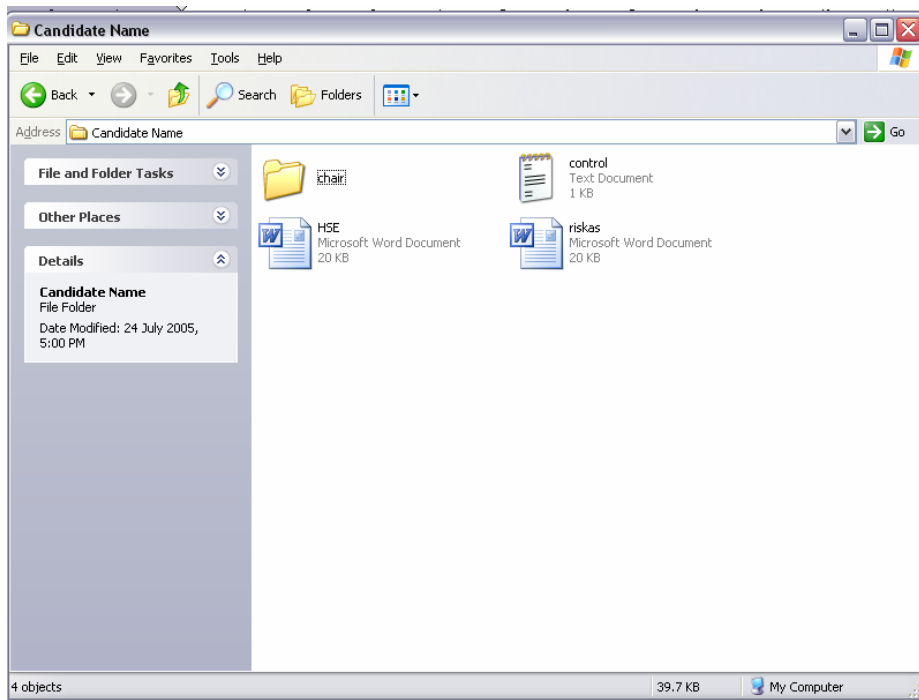 Candidate Name
File Edit View Favorites Tools Help
Back Search Folders
Address Candidate Name Go
File and Folder Tasks
Other Places
Details
Candidate Name
File Folder
Date Modified: 24 July 2005,
5:00 PM
chair
control
Text Document
1 KB
HSE
Microsoft Word Document
20 KB
riskas
Microsoft Word Document
20 KB
4 objects 39.7 KB My Computer